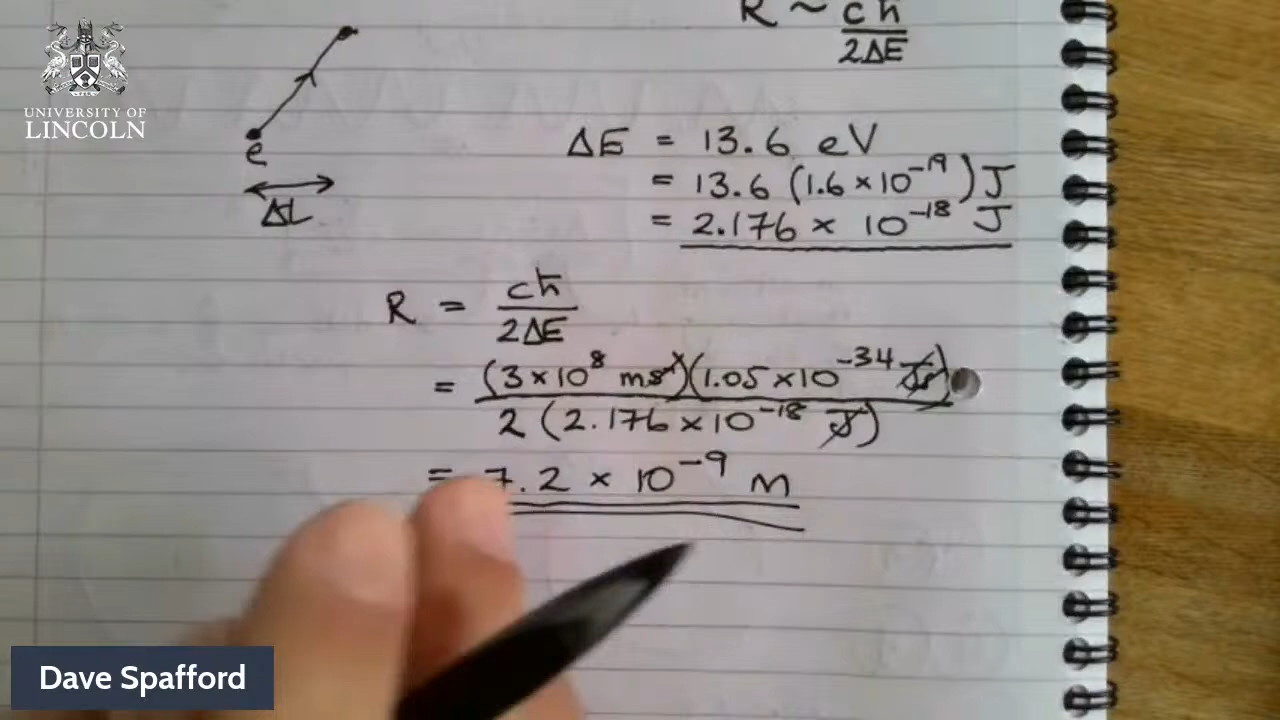 UNIVERSITY OF
LINCOLN
R ~ cħ
2ΔE
e
ΔL
ΔE = 13.6 eV
= 13.6 (1.6 × 10⁻¹⁹) J
= 2.176 × 10⁻¹⁸ J
R = cħ
2ΔE
= (3 × 10⁸ ms⁻¹)(1.05 × 10⁻³⁴ Js)
2 (2.176 × 10⁻¹⁸ J)
= 7.2 × 10⁻⁹ m
Dave Spafford